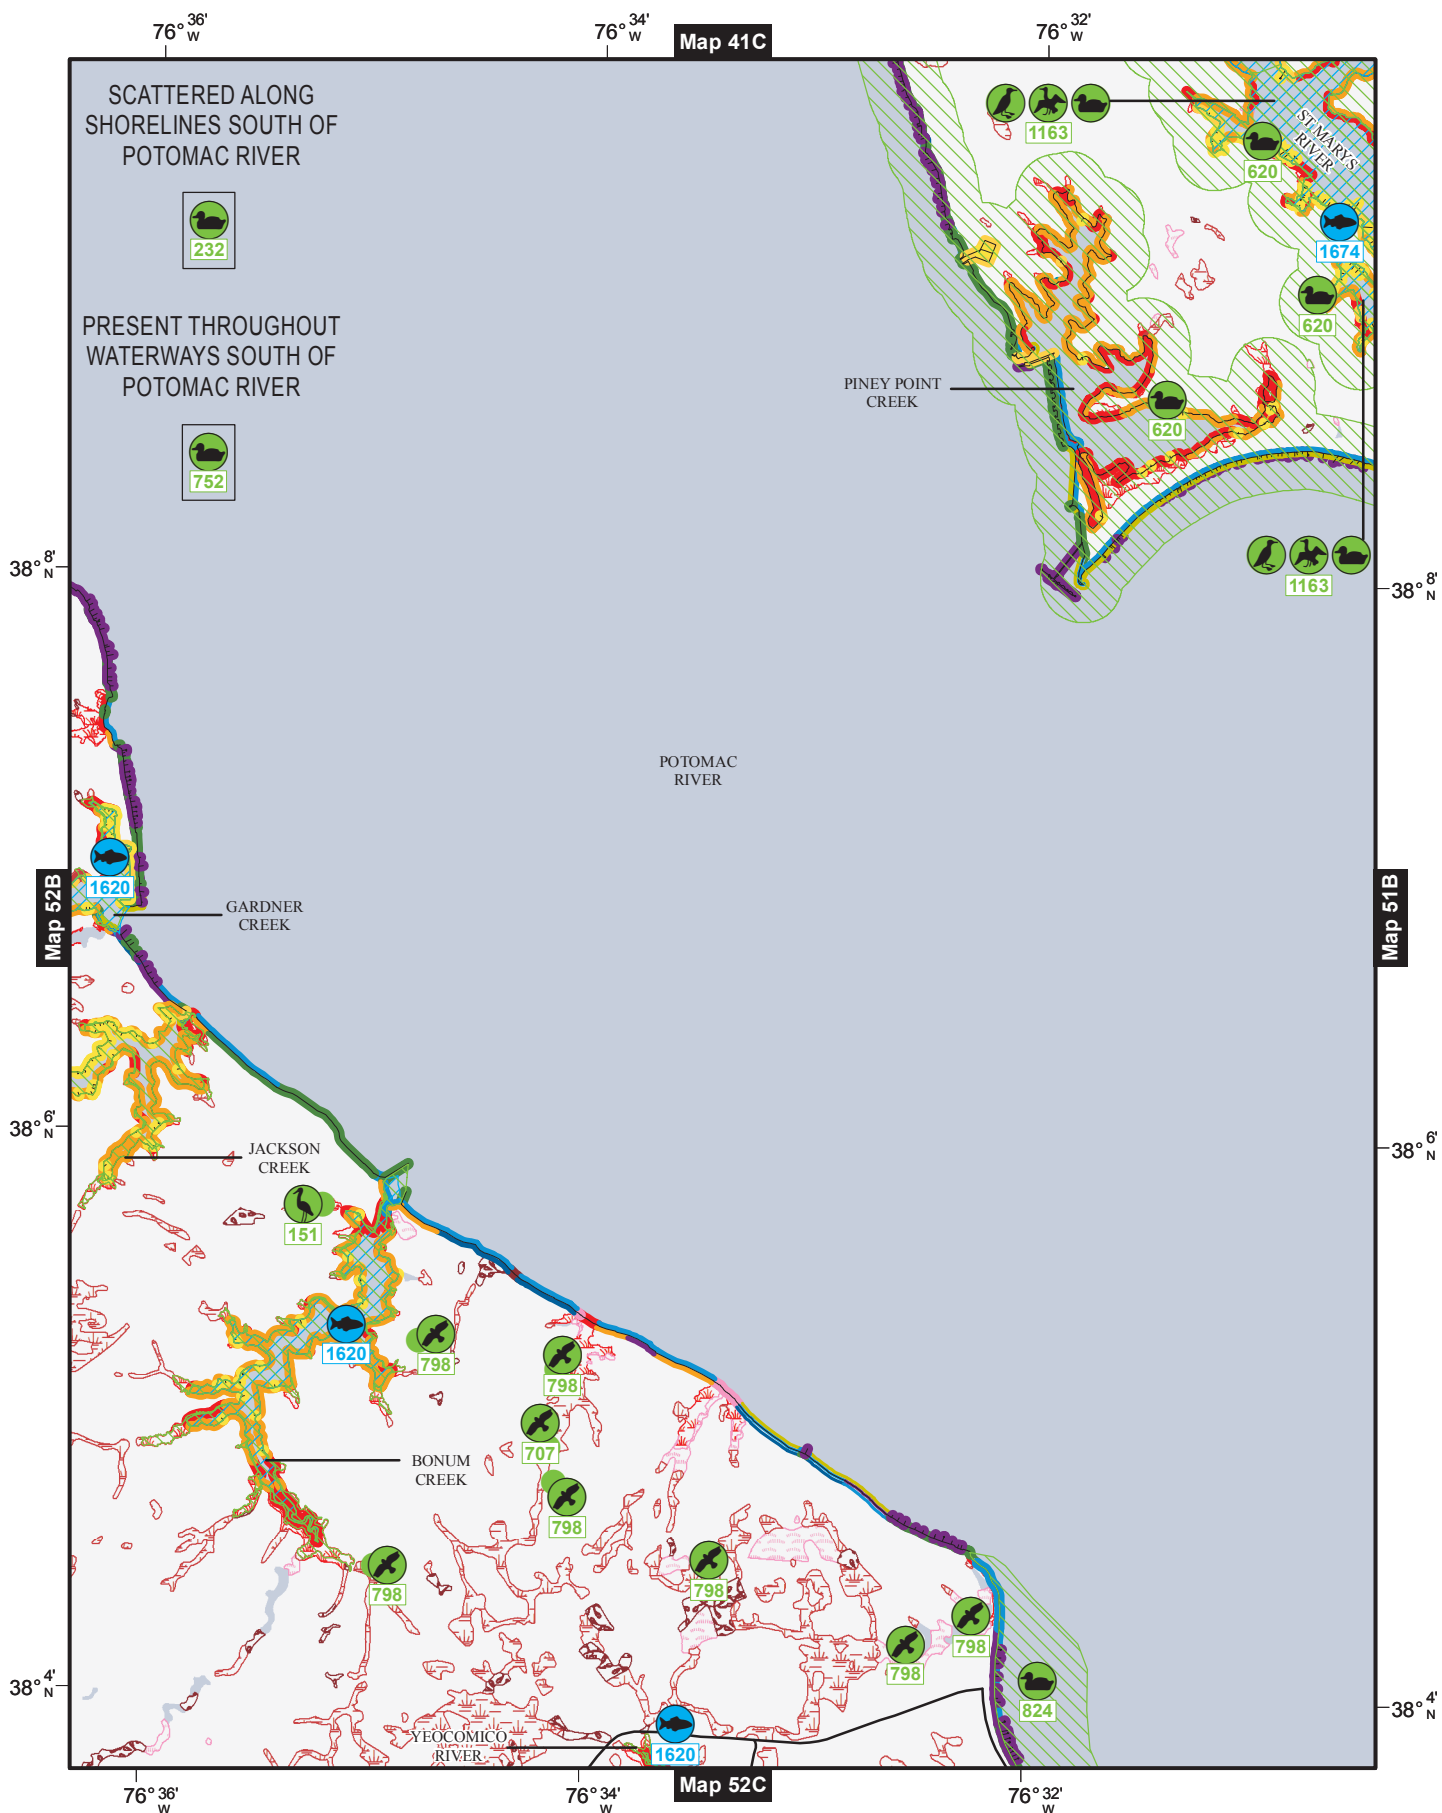 76° 36' W
76° 34' W
76° 32' W
Map 41C
SCATTERED ALONG
SHORELINES SOUTH OF
POTOMAC RIVER
232
PRESENT THROUGHOUT
WATERWAYS SOUTH OF
POTOMAC RIVER
752
1163
620
ST MARYS
RIVER
1674
620
PINEY POINT
CREEK
620
38° 8' N
1163
38° 8' N
POTOMAC
RIVER
1620
Map 52B
GARDNER
CREEK
Map 51B
38° 6' N
JACKSON
CREEK
38° 6' N
151
1620
798
798
707
BONUM
CREEK
798
798
798
798
798
38° 4' N
824
38° 4' N
YEOCOMICO
RIVER
1620
76° 36' W
76° 34' W
Map 52C
76° 32' W